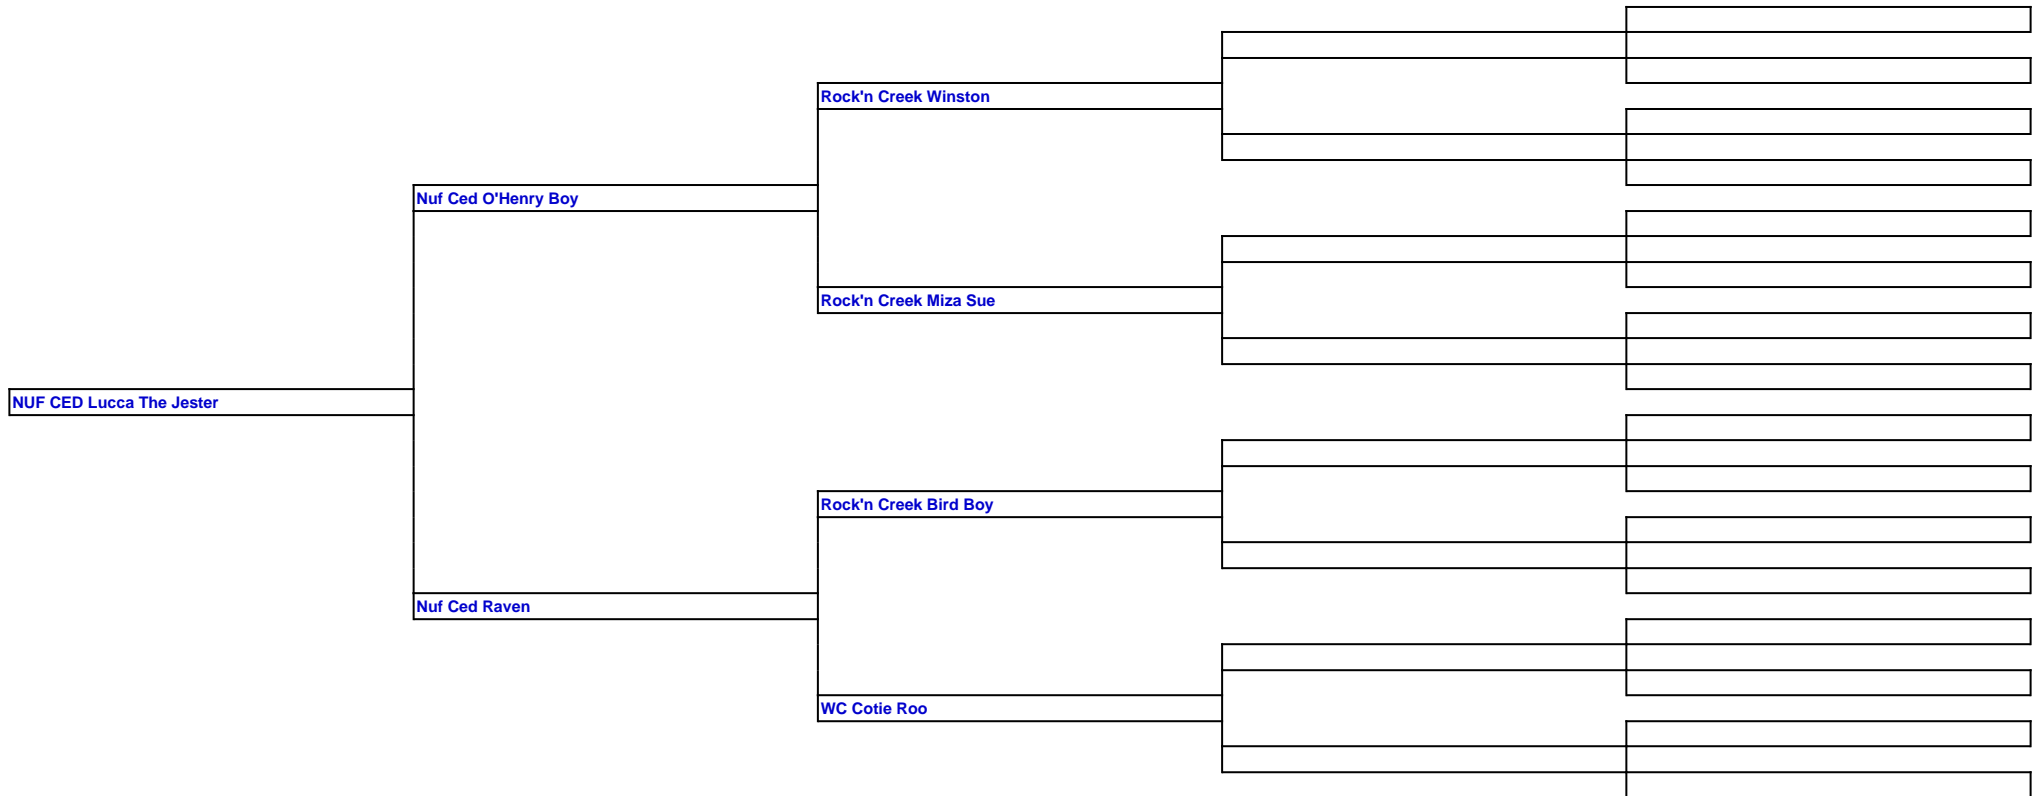 Rock'n Creek Winston
Nuf Ced O'Henry Boy
Rock'n Creek Miza Sue
NUF CED Lucca The Jester
Rock'n Creek Bird Boy
Nuf Ced Raven
WC Cotie Roo